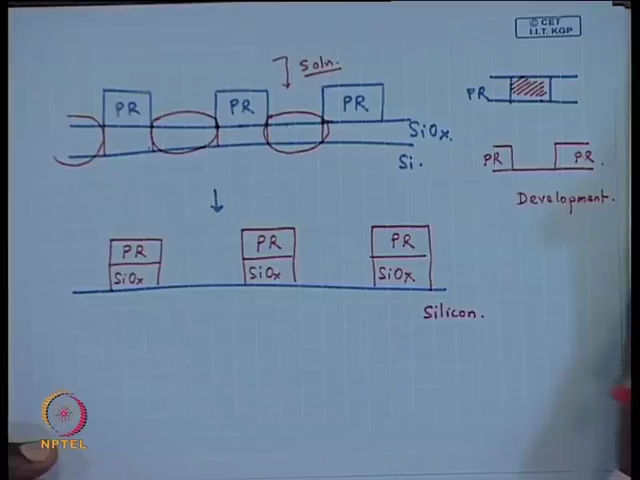 © CET
I.I.T. KGP
Soln.
PR PR PR
SiOx.
Si.
PR
PR PR.
Development.
PR PR PR
SiOx SiOx SiOx.
Silicon.
NPTEL